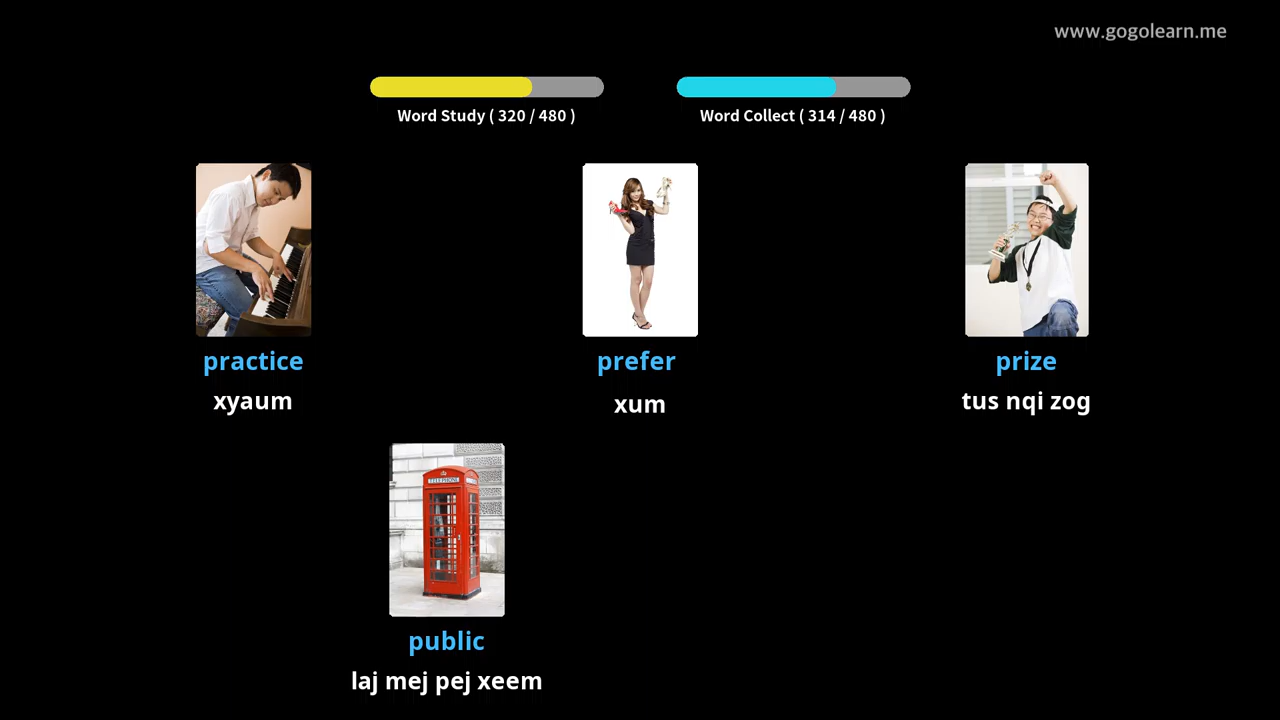 www.gogolearn.me
Word Study ( 320 / 480 )
Word Collect ( 314 / 480 )
practice
xyaum
prefer
xum
prize
tus nqi zog
TELEPHONE
public
laj mej pej xeem